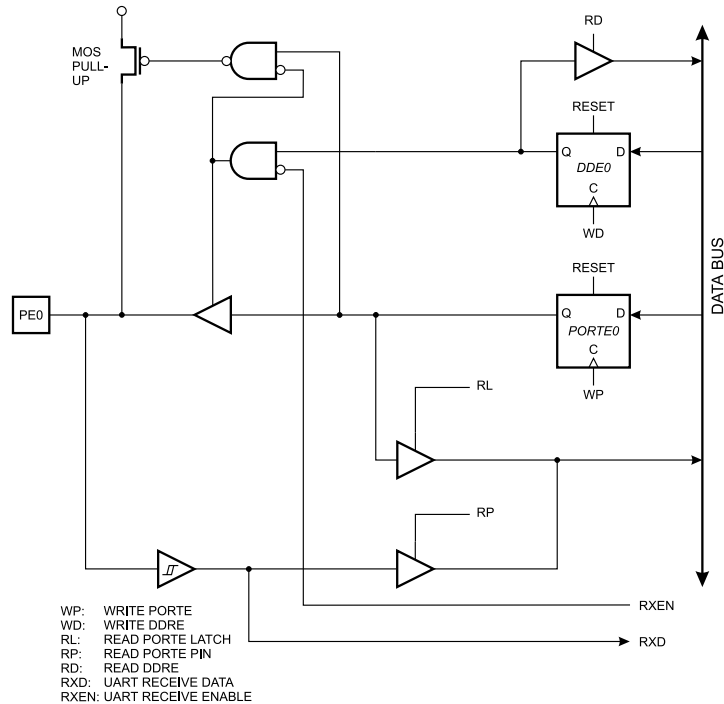 RD
MOS
PULL-
UP
RESET
Q
D
DDE0
C
WD
DATA BUS
RESET
PE0
Q
D
PORTE0
C
WP
RL
RP
WP: WRITE PORTE
WD: WRITE DDRE
RL: READ PORTE LATCH
RP: READ PORTE PIN
RD: READ DDRE
RXD: UART RECEIVE DATA
RXEN: UART RECEIVE ENABLE
RXEN
RXD